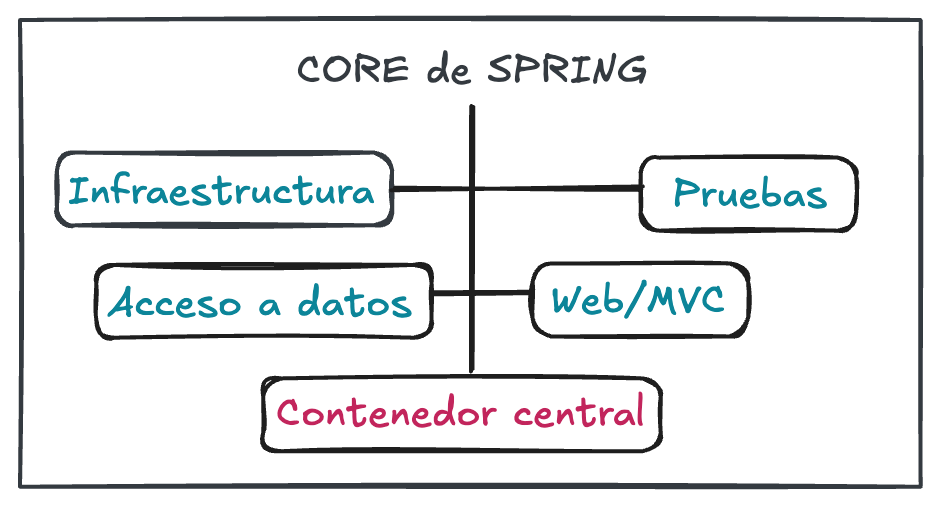 CORE de SPRING
Infraestructura
Pruebas
Acceso a datos
Web/MVC
Contenedor central